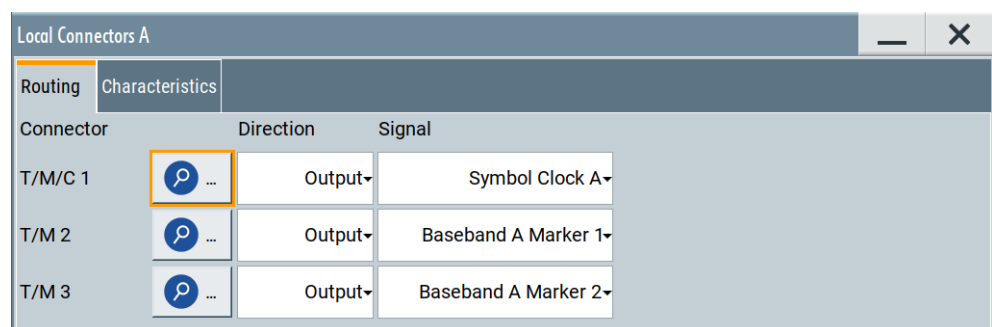 Local Connectors A
Routing Characteristics
Connector Direction Signal
T/M/C 1 ... Output Symbol Clock A
T/M 2 ... Output Baseband A Marker 1
T/M 3 ... Output Baseband A Marker 2